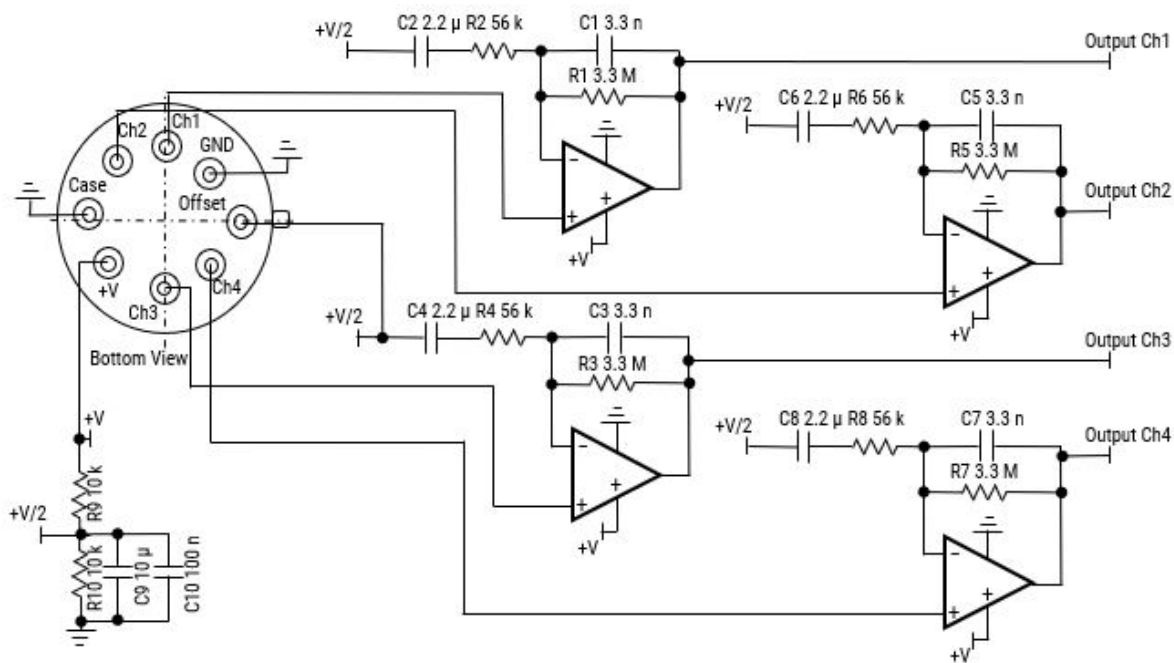 +V/2
C2 2.2 µ R2 56 k
C1 3.3 n
Output Ch1
R1 3.3 M
+V/2
C6 2.2 µ R6 56 k
C5 3.3 n
Ch2
Ch1
GND
R5 3.3 M
-
+
+
+V
Case
Offset
Output Ch2
-
+
+
+V
+V
Ch3
Ch4
Bottom View
+V/2
C4 2.2 µ R4 56 k
C3 3.3 n
Output Ch3
R3 3.3 M
-
+
+
+V
+V/2
C8 2.2 µ R8 56 k
C7 3.3 n
Output Ch4
R7 3.3 M
-
+
+
+V
+V
R9 10 k
+V/2
R10 10 k
C9 10 µ
C10 100 n